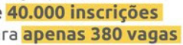 e 40.000 inscrições
ra apenas 380 vagas